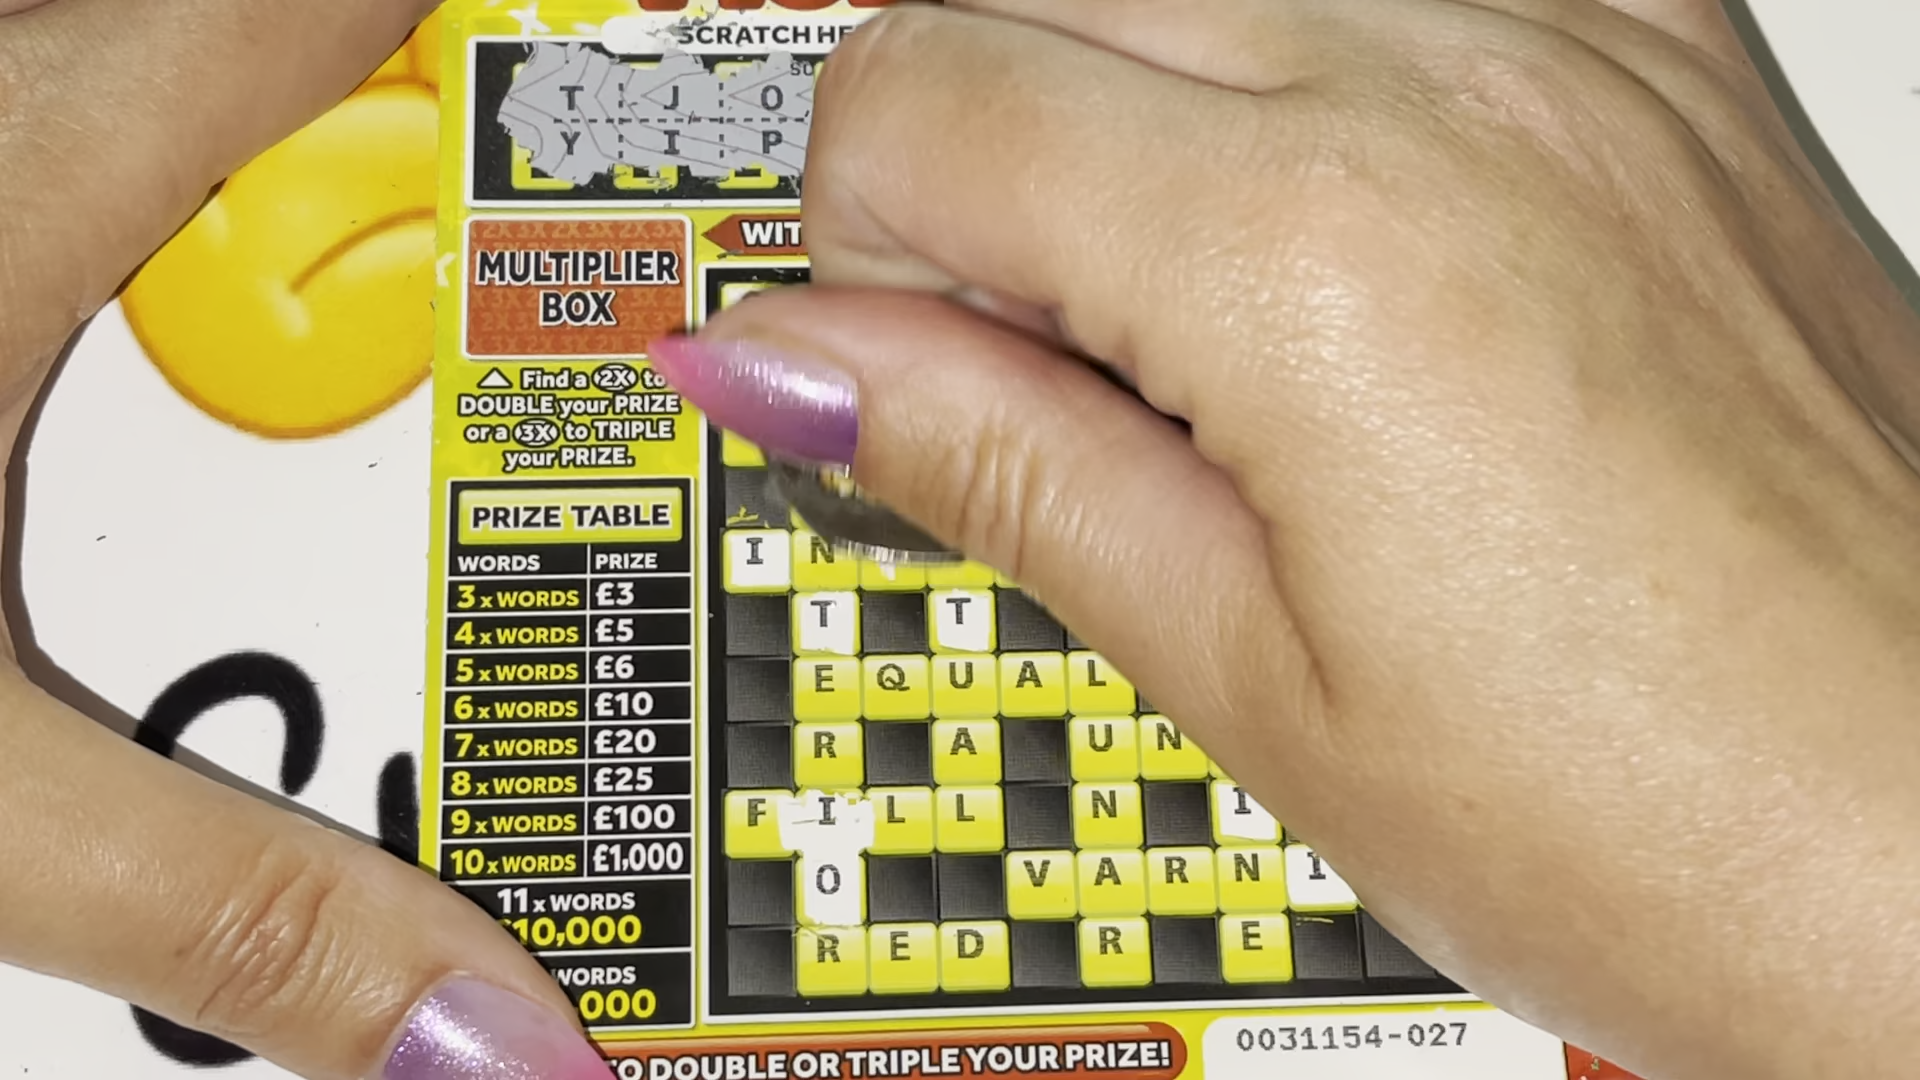 SCRATCH HE
T J O
Y I P
WIT
MULTIPLIER
BOX
Find a 2X to
DOUBLE your PRIZE
or a 3X to TRIPLE
your PRIZE.
PRIZE TABLE
WORDS PRIZE
3 x WORDS £3
4 x WORDS £5
5 x WORDS £6
6 x WORDS £10
7 x WORDS £20
8 x WORDS £25
9 x WORDS £100
10 x WORDS £1,000
11 x WORDS
£10,000
WORDS
,000
I N
T T
E Q U A L
R A U N
F I L L N I
O V A R N I
R E D R E
TO DOUBLE OR TRIPLE YOUR PRIZE!
0031154-027